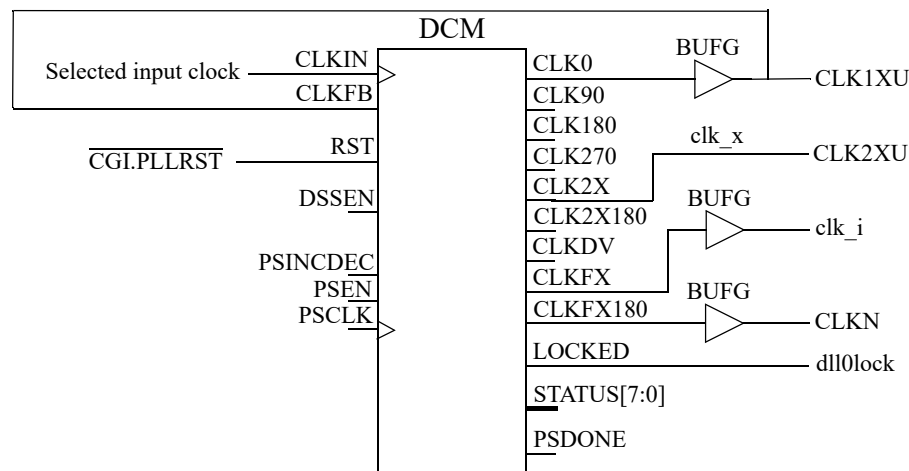 DCM
BUFG
CLKIN
CLK0
Selected input clock
CLK1XU
CLKFB
CLK90
CLK180
clk_x
RST
CGI.PLLRST
CLK270
CLK2XU
CLK2X
BUFG
DSSEN
CLK2X180
clk_i
CLKDV
PSINCDEC
CLKFX
BUFG
PSEN
CLKFX180
PSCLK
CLKN
LOCKED
dll0lock
STATUS[7:0]
PSDONE